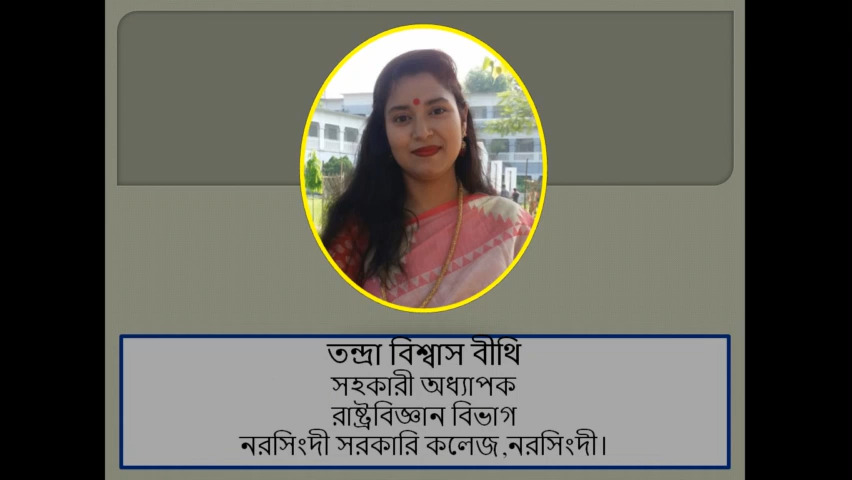 তন্দ্রা বিশ্বাস বীথি
সহকারী অধ্যাপক
রাষ্ট্রবিজ্ঞান বিভাগ
নরসিংদী সরকারি কলেজ,নরসিংদী।